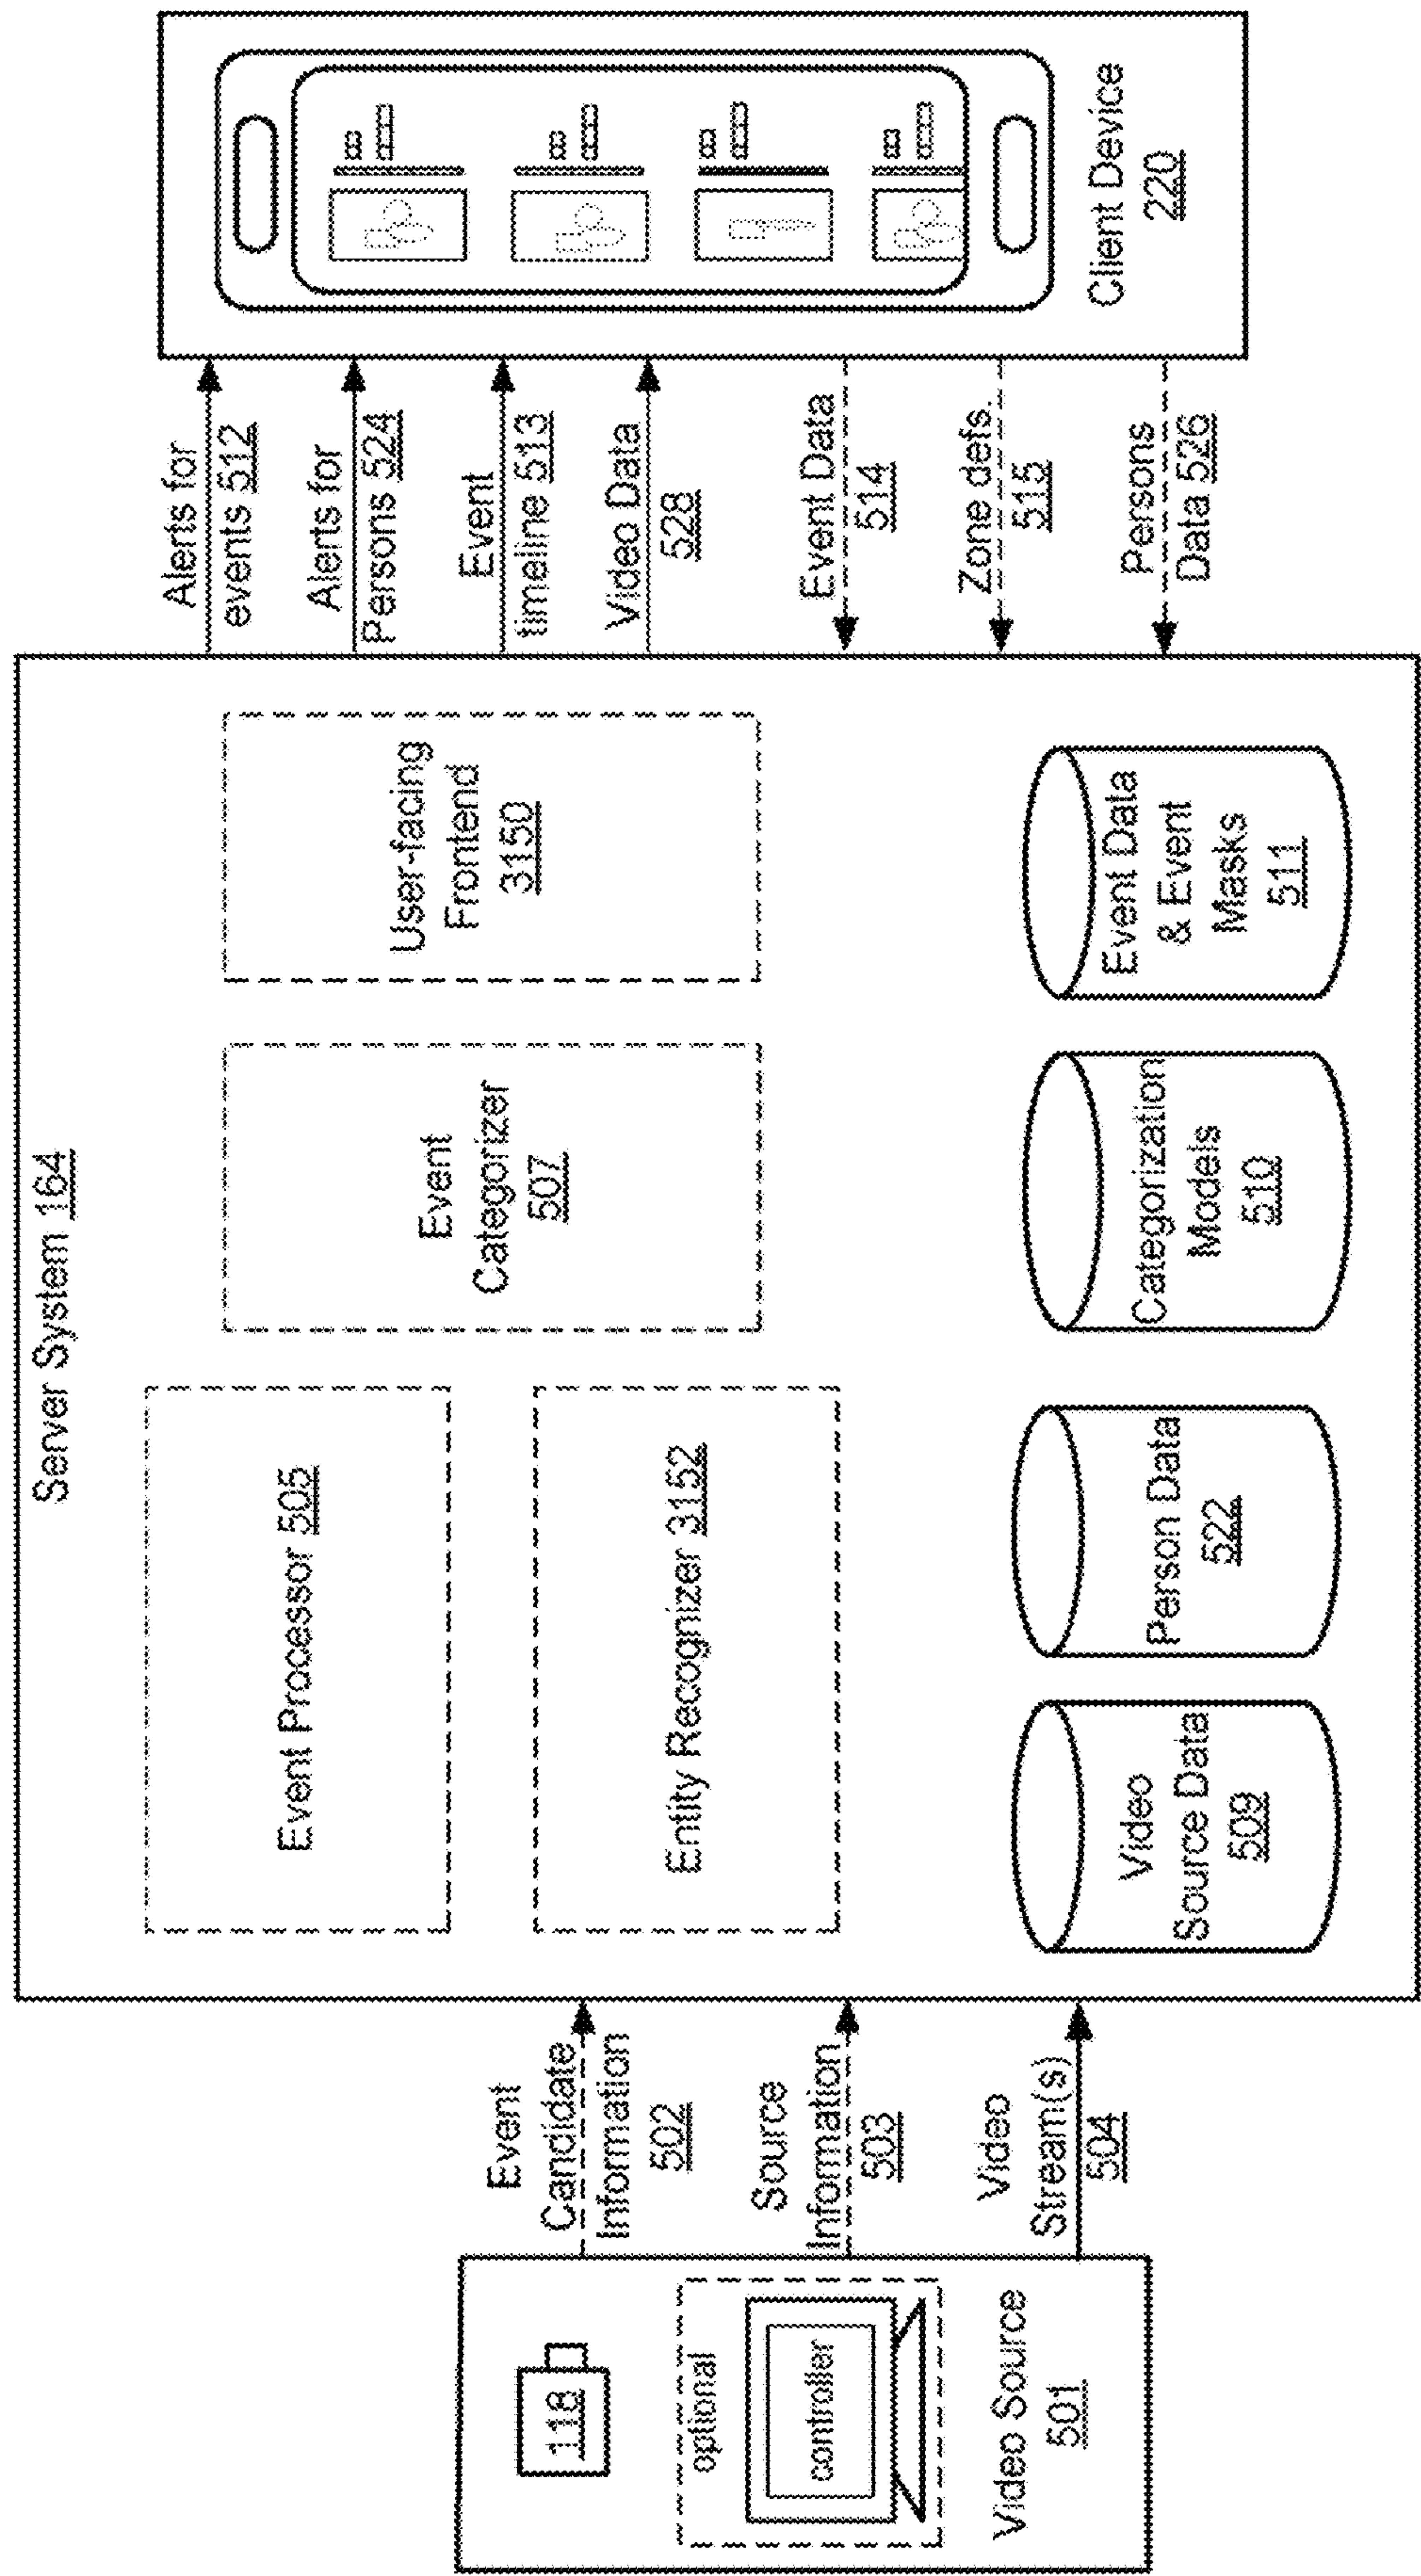 Server System 164
Event Processor 505
Entity Recognizer 3152
Event
Categorizer
507
User-facing
Frontend
3150
Video
Source Data
509
Person Data
522
Categorization
Models
510
Event Data
& Event
Masks
511
118
optional
controller
Video Source
501
Event
Candidate
Information
502
Source
Information
503
Video
Stream(s)
504
Alerts for
events 512
Alerts for
Persons 524
Event
timeline 513
Video Data
528
Event Data
514
Zone defs.
515
Persons
Data 526
Client Device
220